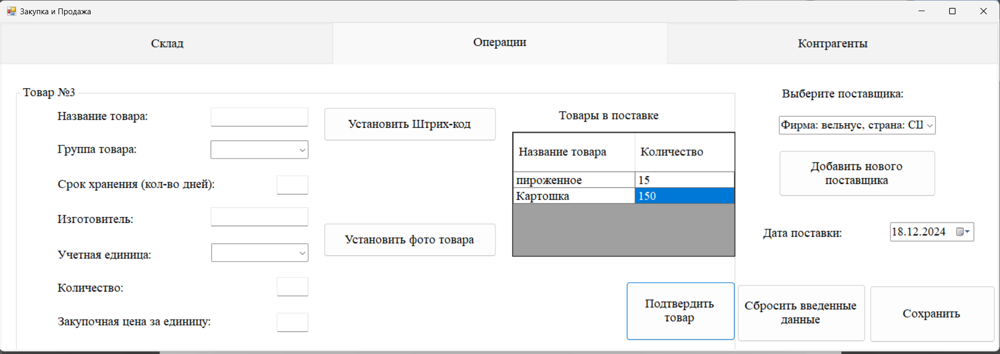 Закупка и Продажа
Склад
Операции
Контрагенты
Товар №3
Название товара:
Группа товара:
Срок хранения (кол-во дней):
Изготовитель:
Учетная единица:
Количество:
Закупочная цена за единицу:
Установить Штрих-код
Установить фото товара
Товары в поставке
Название товара Количество
пироженное 15
Картошка 150
Подтвердить
товар
Выберите поставщика:
Фирма: вельнус, страна: СШ
Добавить нового
поставщика
Дата поставки: 18.12.2024
Сбросить введенные
данные
Сохранить